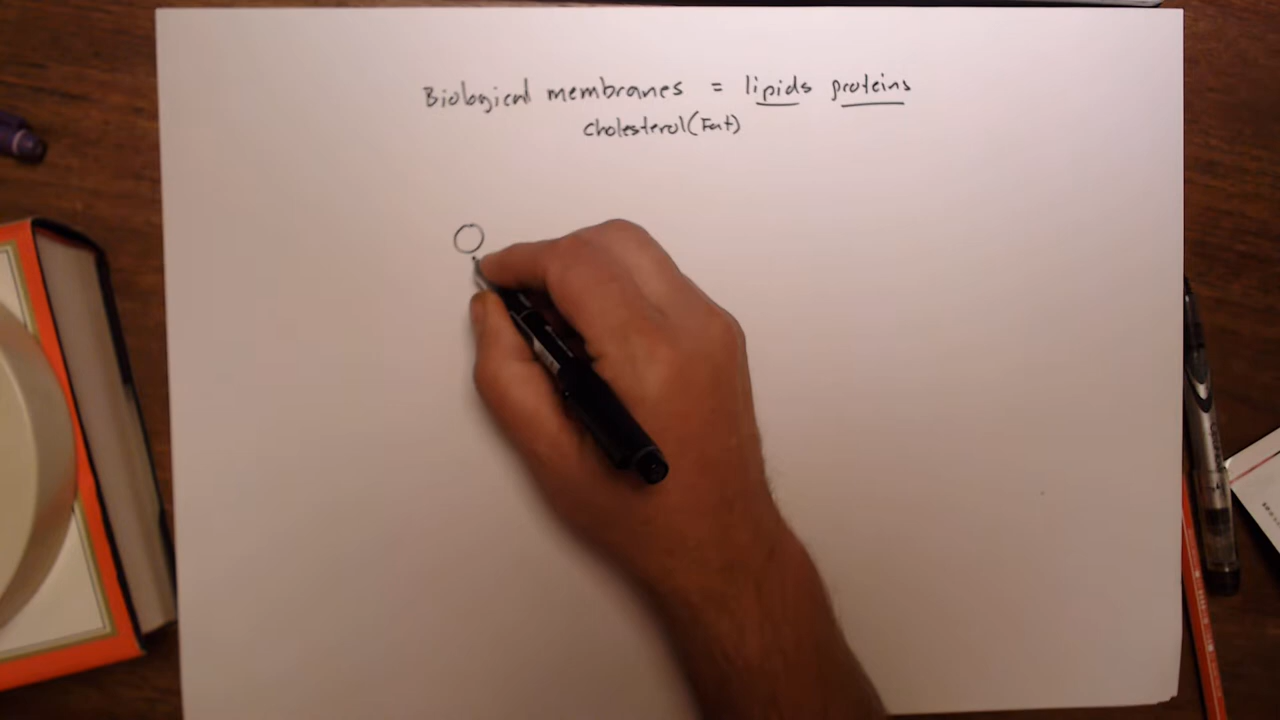 Biological membranes = lipids proteins
cholesterol (Fat)